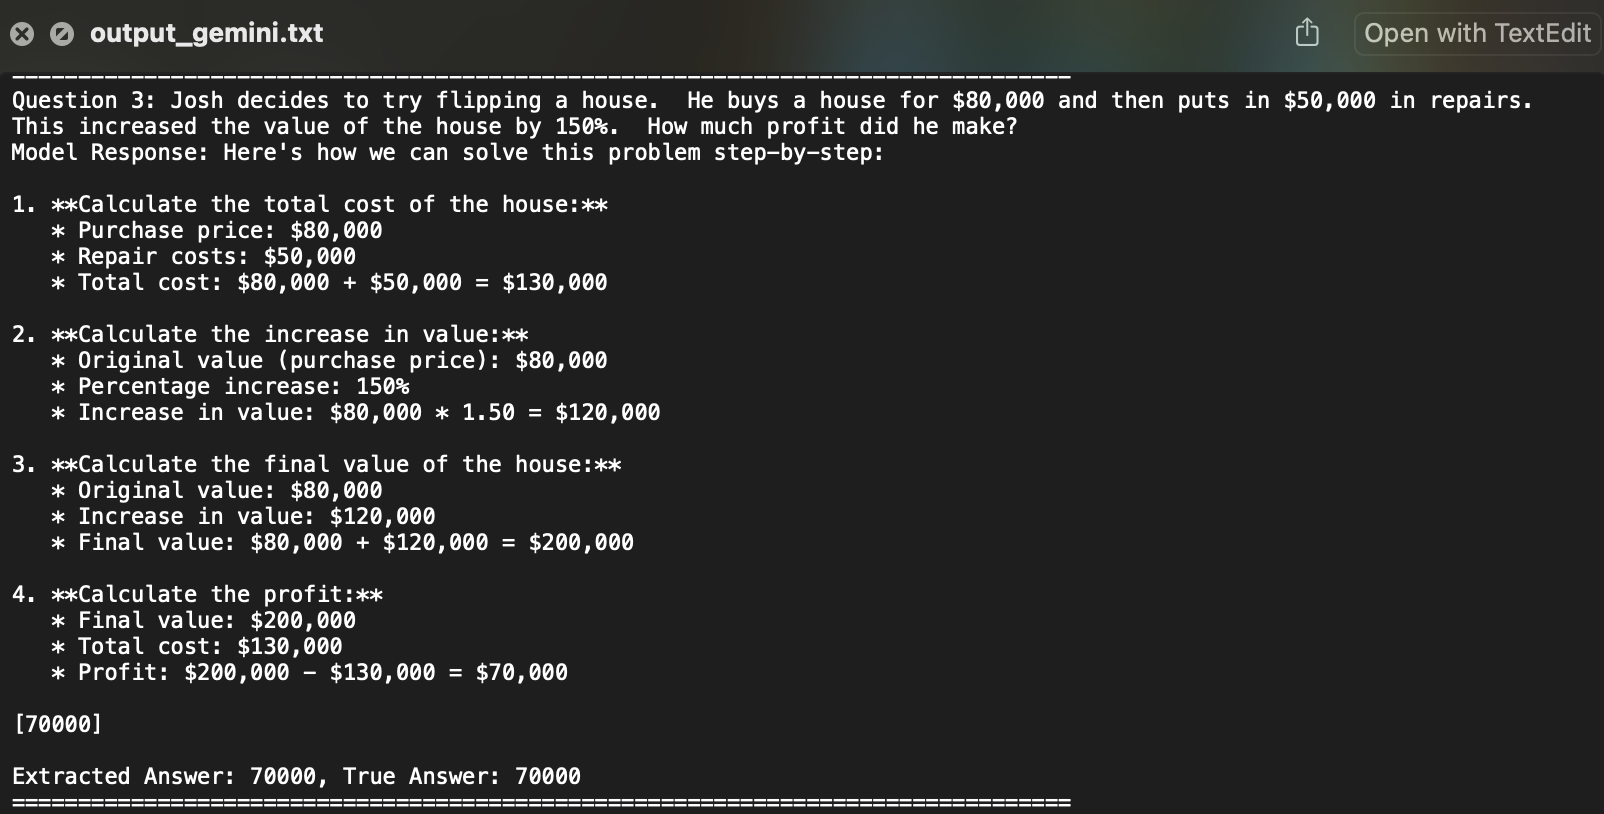 output_gemini.txt
Open with TextEdit
================================================================================
Question 3: Josh decides to try flipping a house.  He buys a house for $80,000 and then puts in $50,000 in repairs.
This increased the value of the house by 150%.  How much profit did he make?
Model Response: Here's how we can solve this problem step-by-step:

1. **Calculate the total cost of the house:**
   * Purchase price: $80,000
   * Repair costs: $50,000
   * Total cost: $80,000 + $50,000 = $130,000

2. **Calculate the increase in value:**
   * Original value (purchase price): $80,000
   * Percentage increase: 150%
   * Increase in value: $80,000 * 1.50 = $120,000

3. **Calculate the final value of the house:**
   * Original value: $80,000
   * Increase in value: $120,000
   * Final value: $80,000 + $120,000 = $200,000

4. **Calculate the profit:**
   * Final value: $200,000
   * Total cost: $130,000
   * Profit: $200,000 - $130,000 = $70,000

[70000]

Extracted Answer: 70000, True Answer: 70000
================================================================================